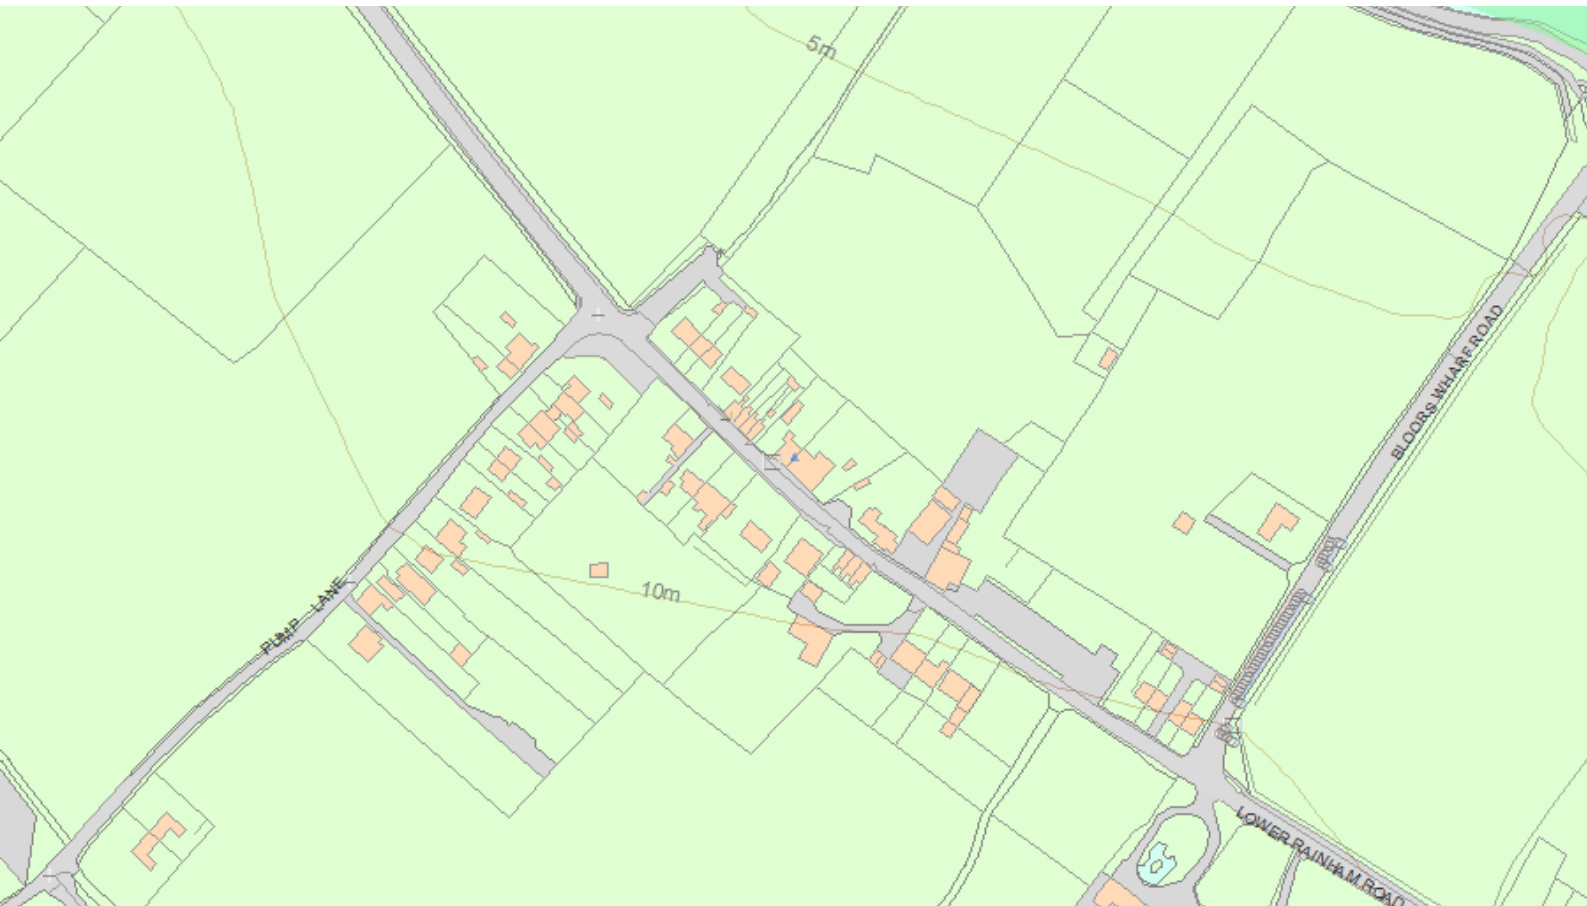 5m
BLOORS WHARF ROAD
10m
PUMP LANE
LOWER RAINHAM ROAD